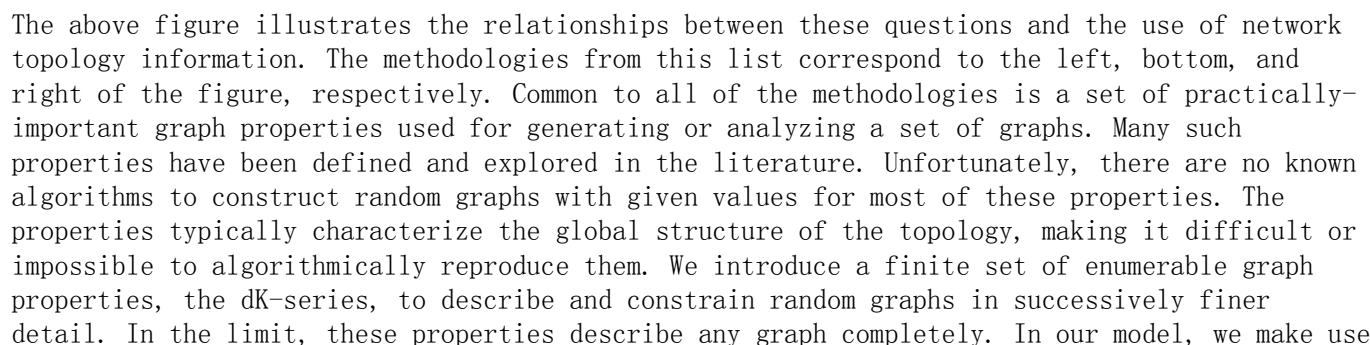 The above figure illustrates the relationships between these questions and the use of network
topology information. The methodologies from this list correspond to the left, bottom, and
right of the figure, respectively. Common to all of the methodologies is a set of practically-
important graph properties used for generating or analyzing a set of graphs. Many such
properties have been defined and explored in the literature. Unfortunately, there are no known
algorithms to construct random graphs with given values for most of these properties. The
properties typically characterize the global structure of the topology, making it difficult or
impossible to algorithmically reproduce them. We introduce a finite set of enumerable graph
properties, the dK-series, to describe and constrain random graphs in successively finer
detail. In the limit, these properties describe any graph completely. In our model, we make use